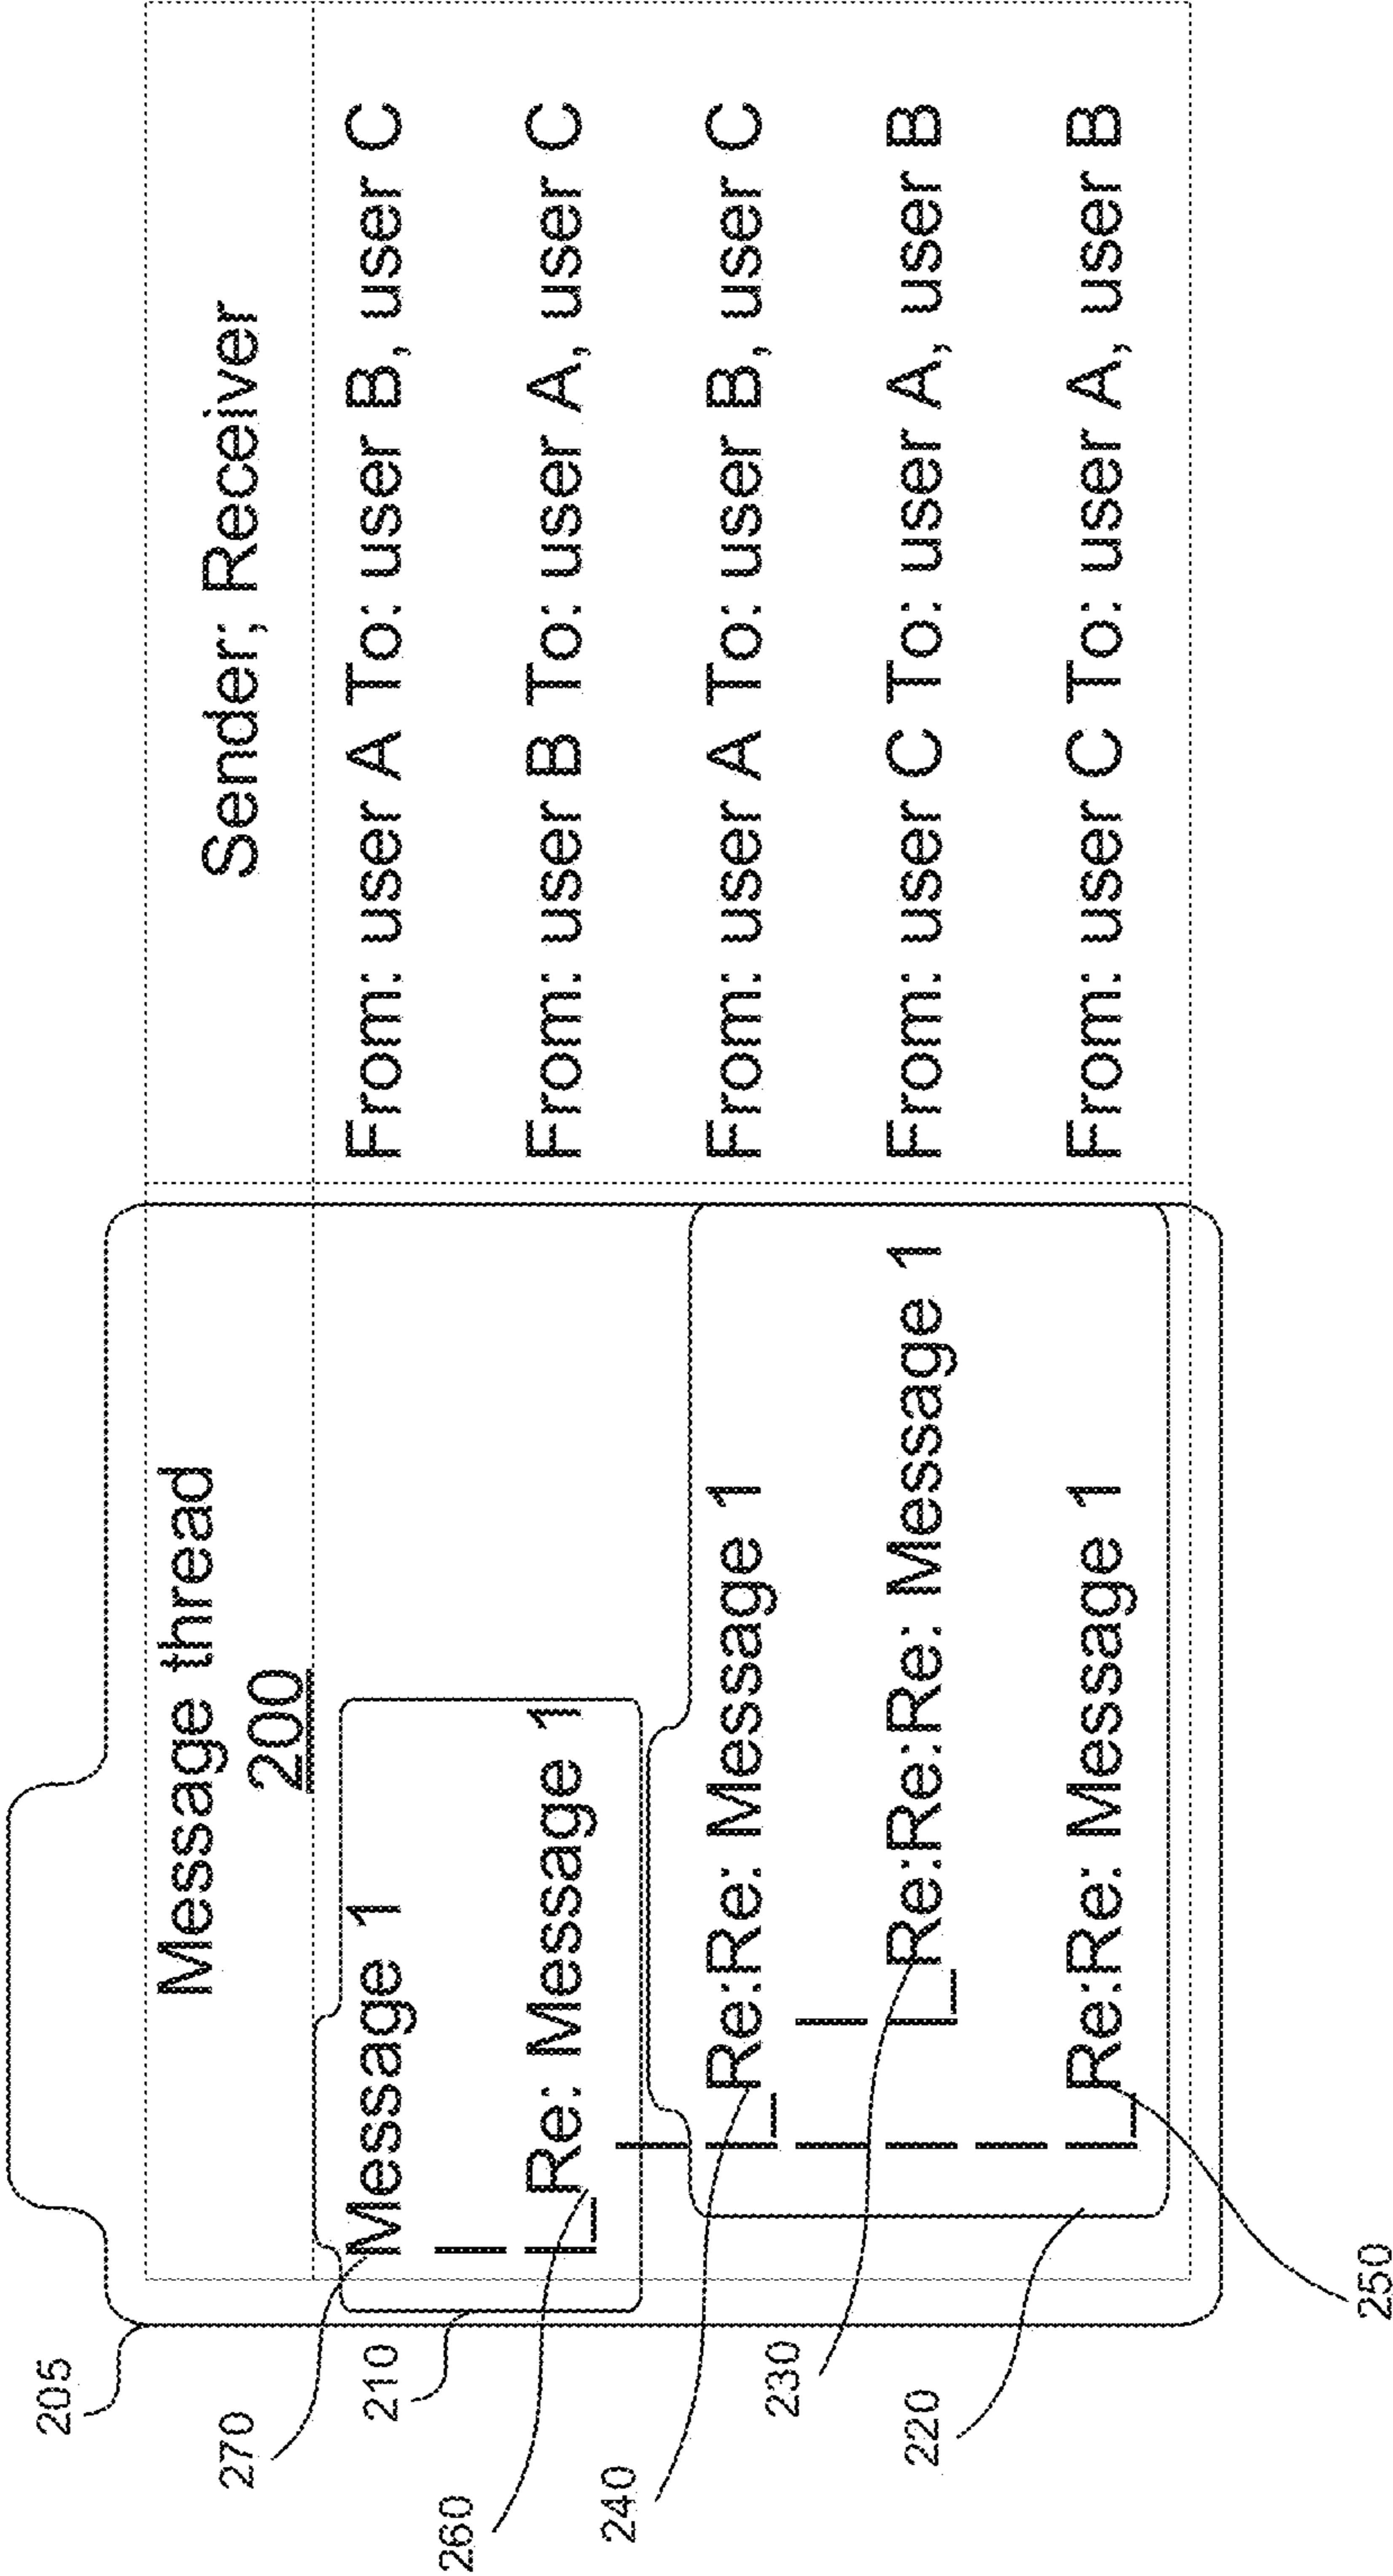 Message thread
200
Sender; Receiver
Message 1
From: user A To: user B, user C
Re: Message 1
From: user B To: user A, user C
Re:Re: Message 1
From: user A To: user B, user C
Re:Re:Re: Message 1
From: user C To: user A, user B
Re:Re: Message 1
From: user C To: user A, user B
205
270
210
260
240
230
220
250